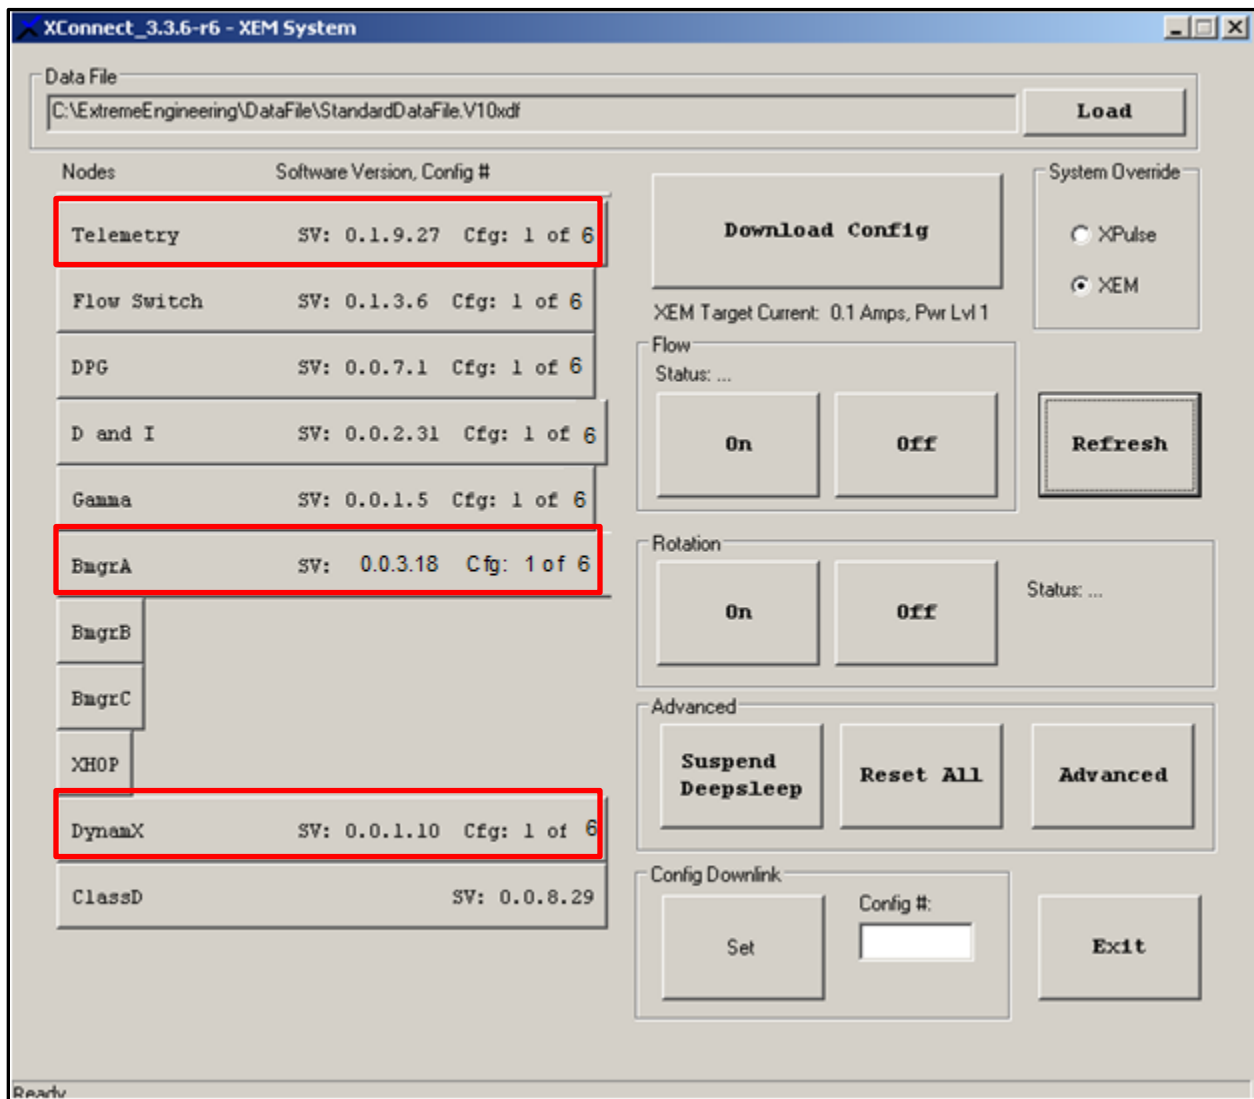 XConnect_3.3.6-r6 - XEM System
Data File
C:\ExtremeEngineering\DataFile\StandardDataFile.V10xdf
Load
Nodes Software Version, Config #
Telemetry SV: 0.1.9.27 Cfg: 1 of 6
Flow Switch SV: 0.1.3.6 Cfg: 1 of 6
DPG SV: 0.0.7.1 Cfg: 1 of 6
D and I SV: 0.0.2.31 Cfg: 1 of 6
Gamma SV: 0.0.1.5 Cfg: 1 of 6
BmgrA SV: 0.0.3.18 Cfg: 1 of 6
BmgrB
BmgrC
XHOP
DynamX SV: 0.0.1.10 Cfg: 1 of 6
ClassD SV: 0.0.8.29
Download Config
XEM Target Current: 0.1 Amps, Pwr Lvl 1
System Override
XPulse
XEM
Flow
Status: ...
On
Off
Refresh
Rotation
On
Off
Status: ...
Advanced
Suspend
Deepsleep
Reset All
Advanced
Config Downlink
Set
Config #:
Exit
Ready